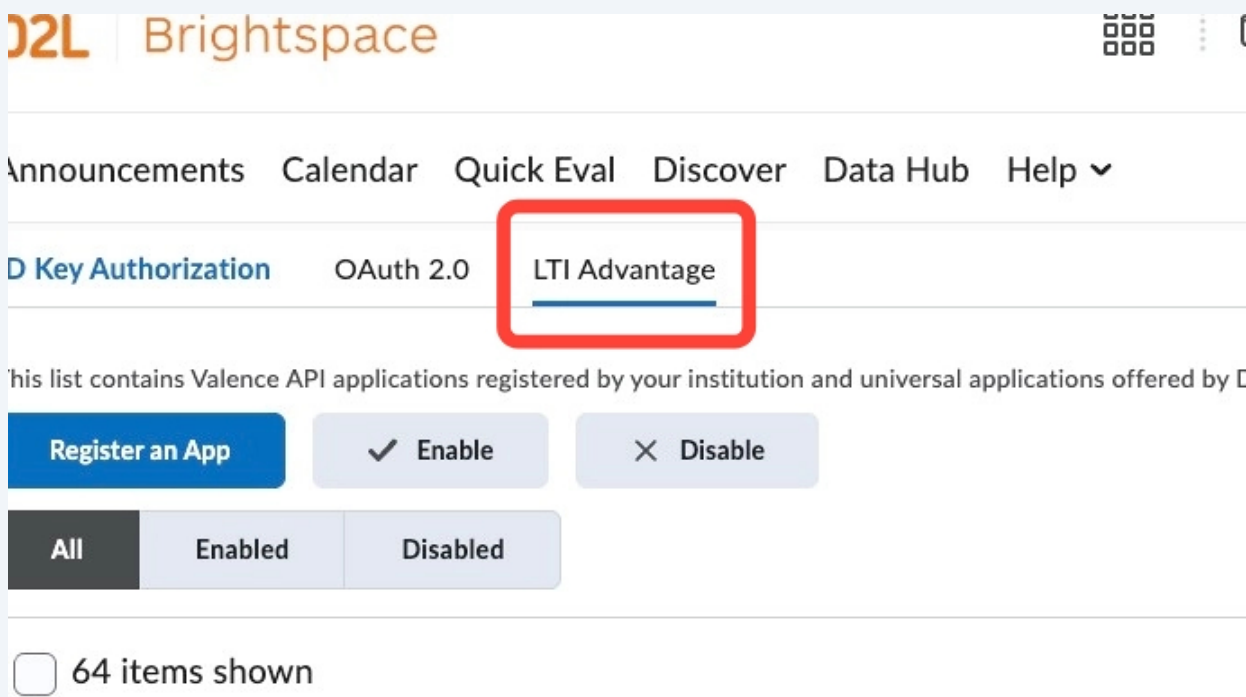 D2L Brightspace
Announcements Calendar Quick Eval Discover Data Hub Help
ID Key Authorization OAuth 2.0 LTI Advantage
This list contains Valence API applications registered by your institution and universal applications offered by D
Register an App Enable Disable
All Enabled Disabled
64 items shown